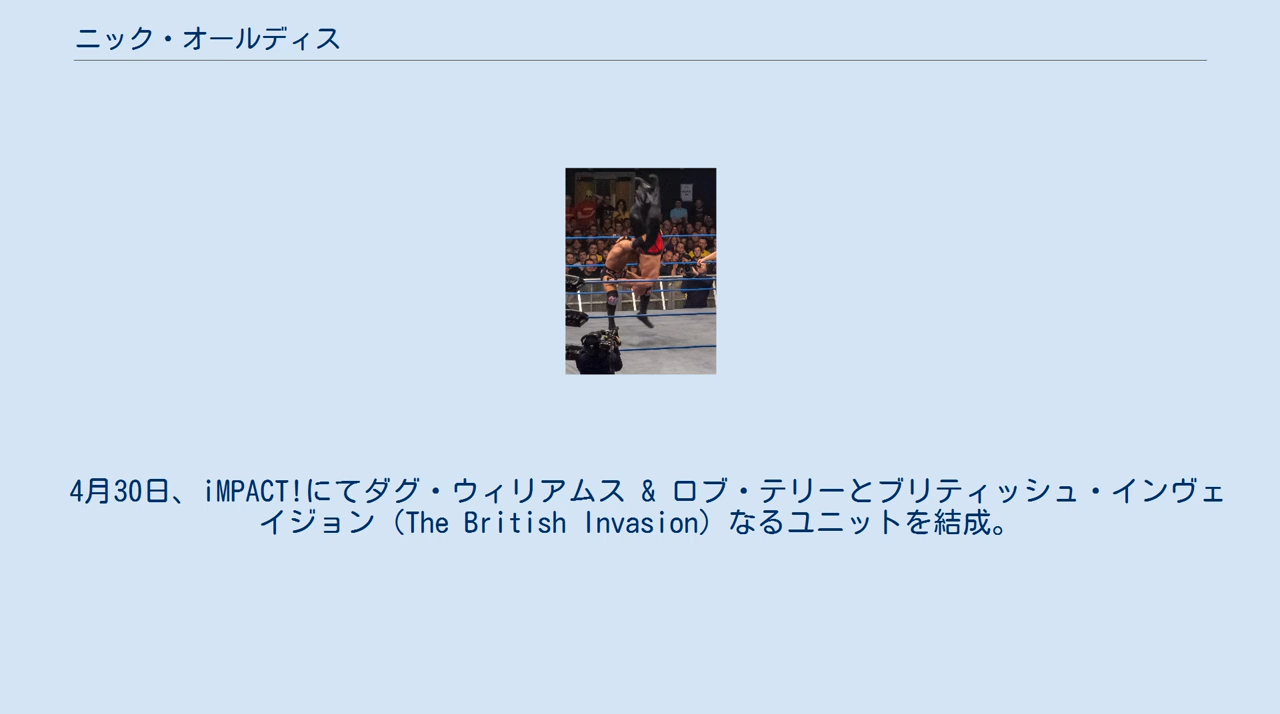 ニック・オールディス
4月30日、iMPACT!にてダグ・ウィリアムス & ロブ・テリーとブリティッシュ・インヴェ
イジョン（The British Invasion）なるユニットを結成。